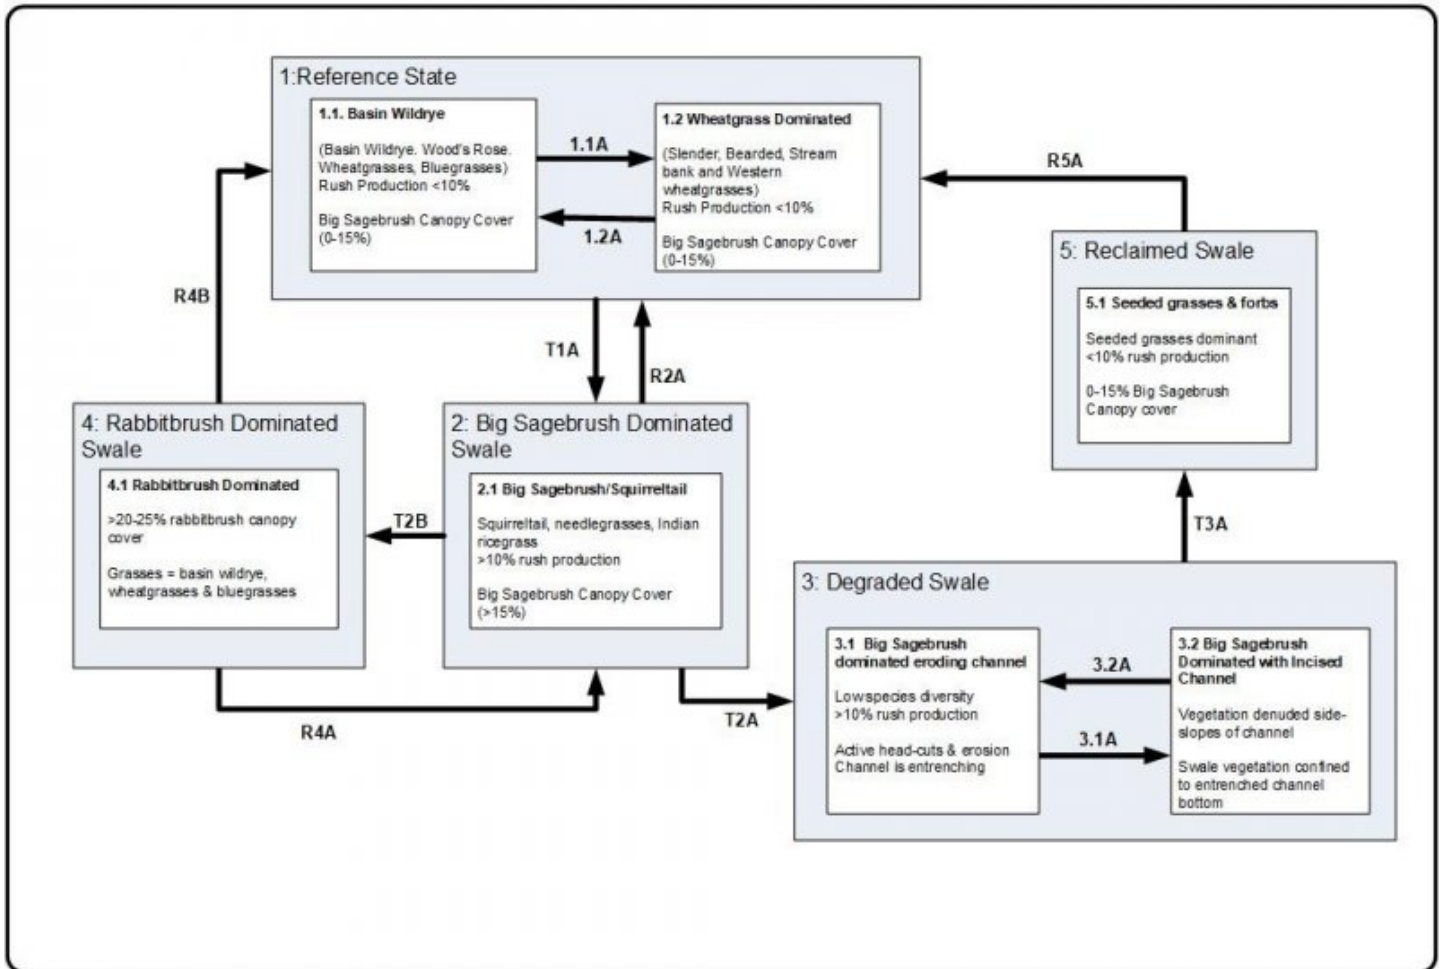 1:Reference State
1.1. Basin Wildrye
(Basin Wildrye. Wood's Rose.
Wheatgrasses, Bluegrasses)
Rush Production <10%
Big Sagebrush Canopy Cover
(0-15%)
1.1A
1.2A
1.2 Wheatgrass Dominated
(Slender, Bearded, Stream
bank and Western
wheatgrasses)
Rush Production <10%
Big Sagebrush Canopy Cover
(0-15%)
R5A
R4B
T1A
R2A
5: Reclaimed Swale
5.1 Seeded grasses & forbs
Seeded grasses dominant
<10% rush production
0-15% Big Sagebrush
Canopy cover
4: Rabbitbrush Dominated
Swale
4.1 Rabbitbrush Dominated
>20-25% rabbitbrush canopy
cover
Grasses = basin wildrye,
wheatgrasses & bluegrasses
T2B
2: Big Sagebrush Dominated
Swale
2.1 Big Sagebrush/Squirreltail
Squirreltail, needlegrasses, Indian
ricegrass
>10% rush production
Big Sagebrush Canopy Cover
(>15%)
T3A
R4A
T2A
3: Degraded Swale
3.1 Big Sagebrush
dominated eroding channel
Low species diversity
>10% rush production
Active head-cuts & erosion
Channel is entrenching
3.2A
3.1A
3.2 Big Sagebrush
Dominated with Incised
Channel
Vegetation denuded side-
slopes of channel
Swale vegetation confined
to entrenched channel
bottom